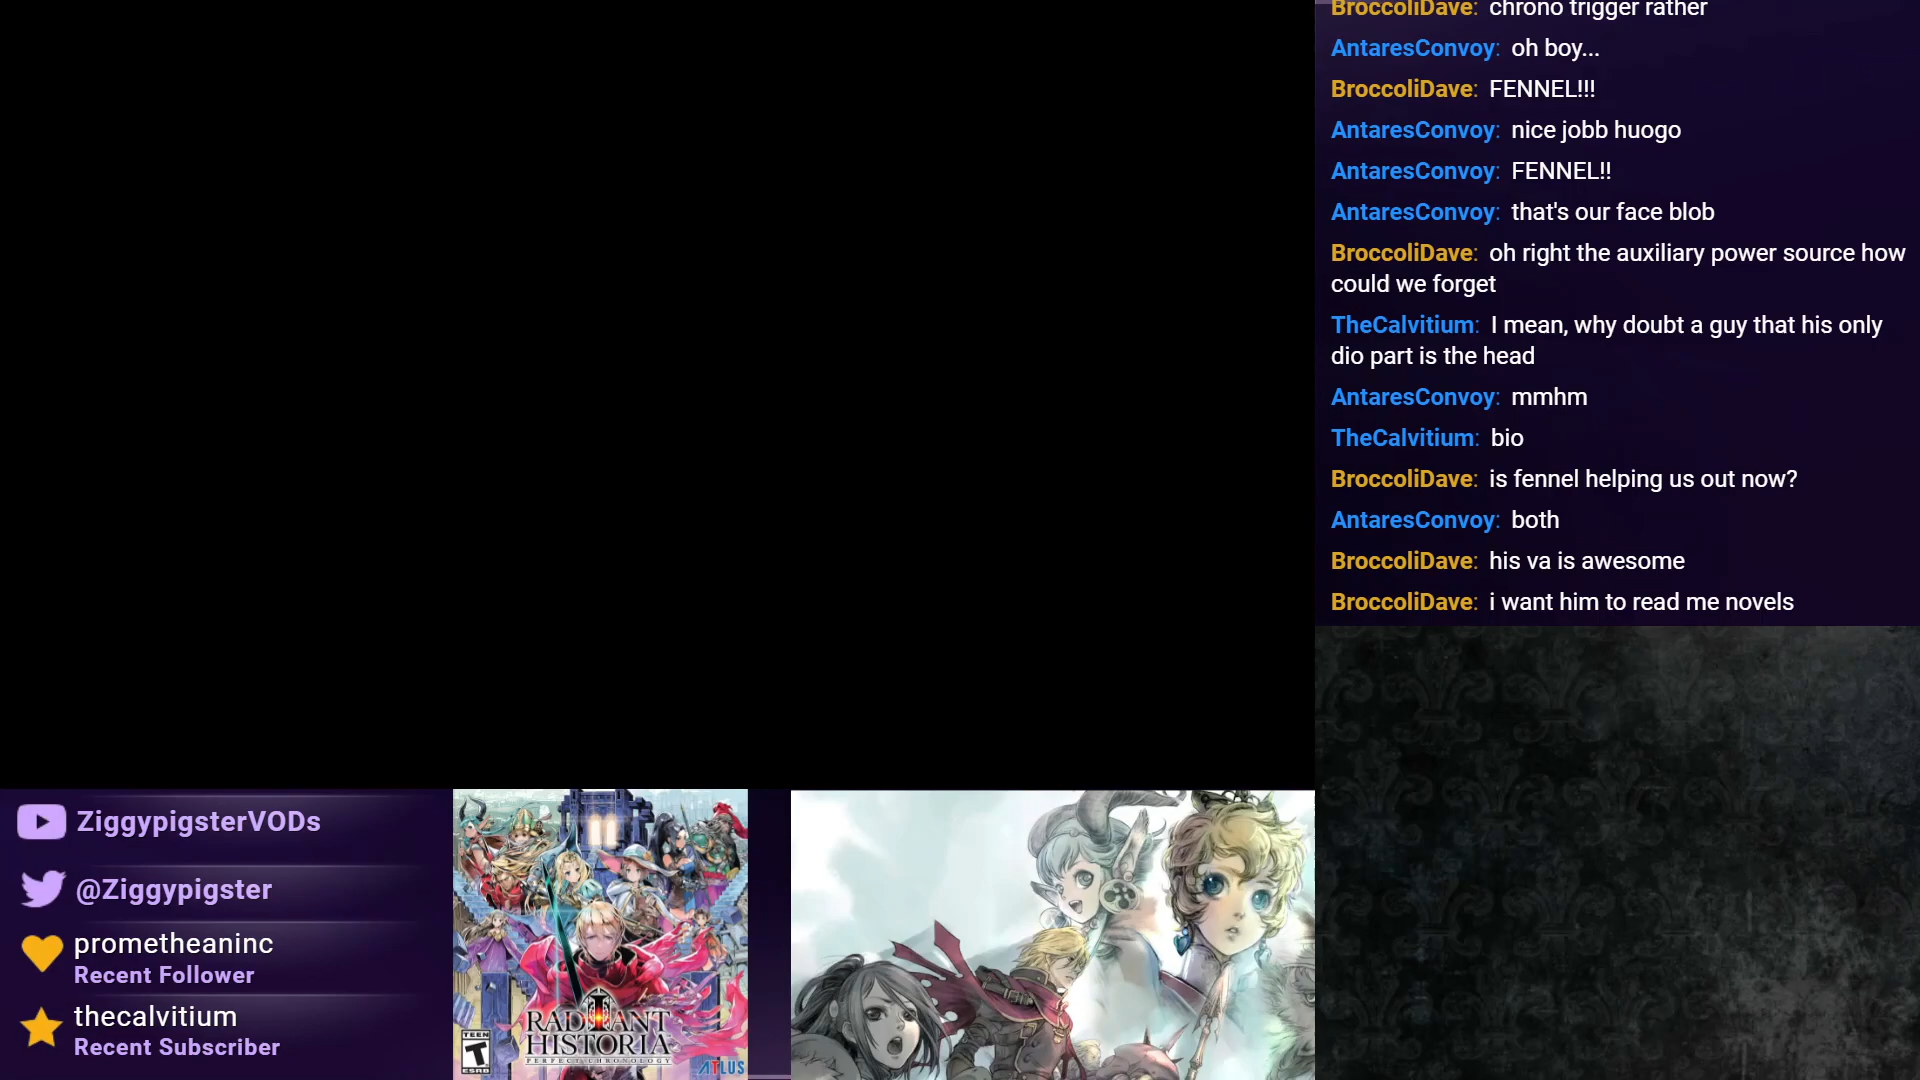 BroccoliDave: chrono trigger rather
AntaresConvoy: oh boy...
BroccoliDave: FENNEL!!!
AntaresConvoy: nice jobb huogo
AntaresConvoy: FENNEL!!
AntaresConvoy: that's our face blob
BroccoliDave: oh right the auxiliary power source how
could we forget
TheCalvitium: I mean, why doubt a guy that his only
dio part is the head
AntaresConvoy: mmhm
TheCalvitium: bio
BroccoliDave: is fennel helping us out now?
AntaresConvoy: both
BroccoliDave: his va is awesome
BroccoliDave: i want him to read me novels
ZiggypigsterVODs
@Ziggypigster
prometheaninc
Recent Follower
thecalvitium
Recent Subscriber
RADIANT
HISTORIA
PERFECT CHRONOLOGY
TEEN
T
ESRB
ATLUS